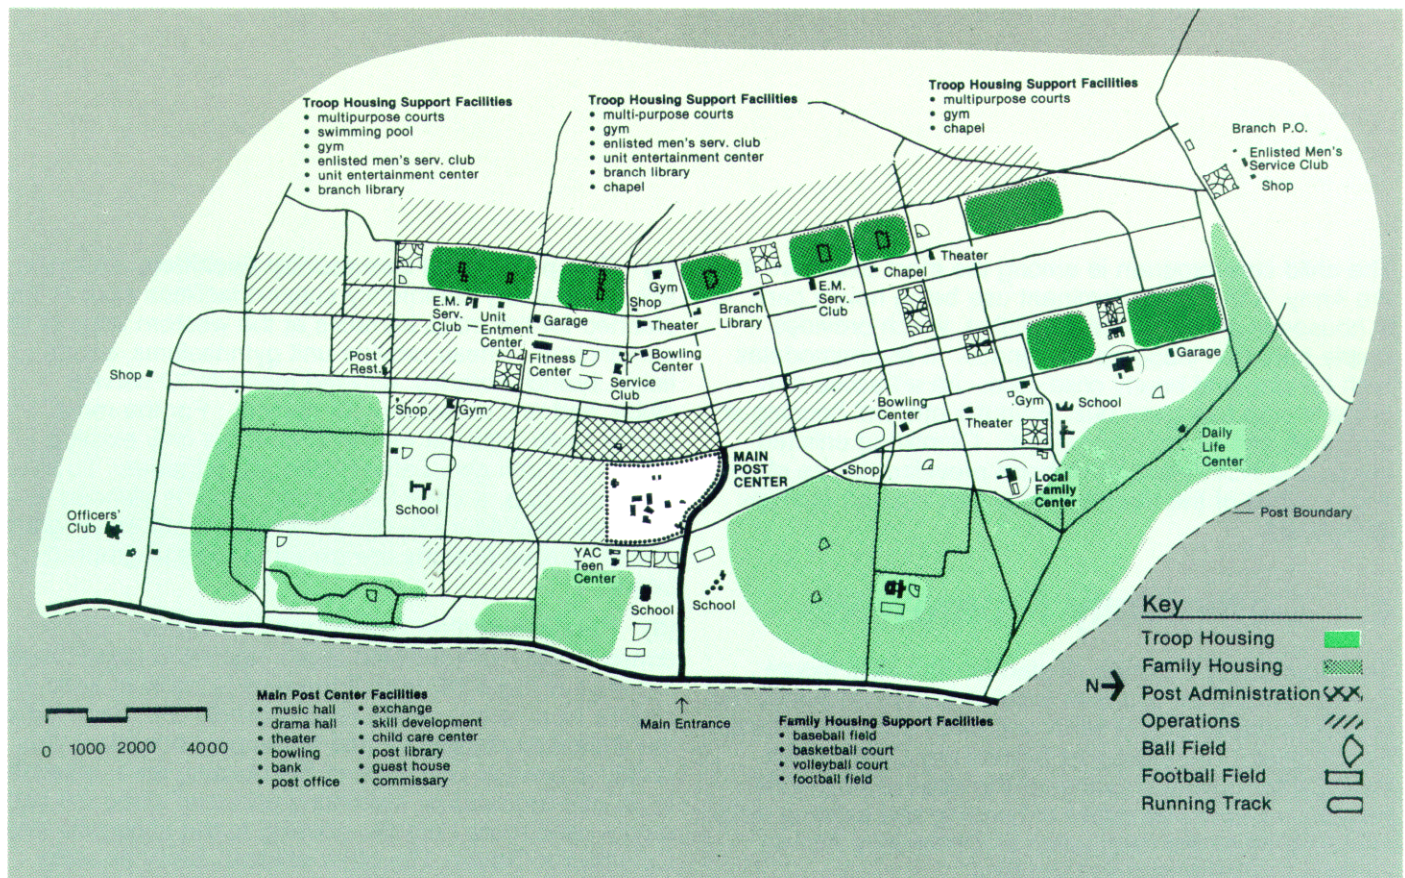 Troop Housing Support Facilities
• multipurpose courts
• swimming pool
• gym
• enlisted men's serv. club
• unit entertainment center
• branch library
Troop Housing Support Facilities
• multi-purpose courts
• gym
• enlisted men's serv. club
• unit entertainment center
• branch library
• chapel
Troop Housing Support Facilities
• multipurpose courts
• gym
• chapel
Branch P.O.
Enlisted Men's
Service Club
Shop
Theater
Chapel
E.M.
Serv.
Club
Gym
Shop
Theater
Branch
Library
E.M.
Serv.
Club
Unit
Entment
Center
Garage
Fitness
Center
Bowling
Center
Service
Club
Post
Rest.
Shop
Shop
Gym
Garage
Gym
School
Theater
Bowling
Center
Shop
Daily
Life
Center
Local
Family
Center
MAIN
POST
CENTER
Post Boundary
School
Officers'
Club
YAC
Teen
Center
School
School
Main Entrance
Key
Troop Housing
Family Housing
Post Administration
Operations
Ball Field
Football Field
Running Track
N
0 1000 2000 4000
Main Post Center Facilities
• music hall
• drama hall
• theater
• bowling
• bank
• post office
• exchange
• skill development
• child care center
• post library
• guest house
• commissary
Family Housing Support Facilities
• baseball field
• basketball court
• volleyball court
• football field